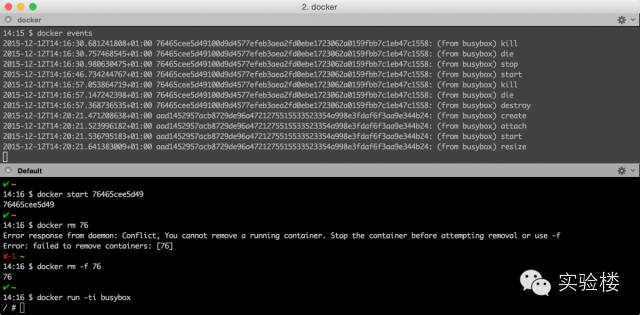 2. docker
docker
14:15 $ docker events
2015-12-12T14:16:30.681241808+01:00 76465cee5d49100d9d4577efeb3aea2fd0ebe1723062a0159fbb7c1eb47c1558: (from busybox) kill
2015-12-12T14:16:30.757468545+01:00 76465cee5d49100d9d4577efeb3aea2fd0ebe1723062a0159fbb7c1eb47c1558: (from busybox) die
2015-12-12T14:16:30.980630475+01:00 76465cee5d49100d9d4577efeb3aea2fd0ebe1723062a0159fbb7c1eb47c1558: (from busybox) stop
2015-12-12T14:16:46.734244767+01:00 76465cee5d49100d9d4577efeb3aea2fd0ebe1723062a0159fbb7c1eb47c1558: (from busybox) start
2015-12-12T14:16:57.053864719+01:00 76465cee5d49100d9d4577efeb3aea2fd0ebe1723062a0159fbb7c1eb47c1558: (from busybox) kill
2015-12-12T14:16:57.147242398+01:00 76465cee5d49100d9d4577efeb3aea2fd0ebe1723062a0159fbb7c1eb47c1558: (from busybox) die
2015-12-12T14:16:57.368736535+01:00 76465cee5d49100d9d4577efeb3aea2fd0ebe1723062a0159fbb7c1eb47c1558: (from busybox) destroy
2015-12-12T14:20:21.471208638+01:00 aad1452957acb8729de96a4721275515533523354a998e3fdaf6f3aa9e344b24: (from busybox) create
2015-12-12T14:20:21.523996182+01:00 aad1452957acb8729de96a4721275515533523354a998e3fdaf6f3aa9e344b24: (from busybox) attach
2015-12-12T14:20:21.536795183+01:00 aad1452957acb8729de96a4721275515533523354a998e3fdaf6f3aa9e344b24: (from busybox) start
2015-12-12T14:20:21.641383009+01:00 aad1452957acb8729de96a4721275515533523354a998e3fdaf6f3aa9e344b24: (from busybox) resize
Default
✔ ~
14:16 $ docker start 76465cee5d49
76465cee5d49
✔ ~
14:16 $ docker rm 76
Error response from daemon: Conflict, You cannot remove a running container. Stop the container before attempting removal or use -f
Error: failed to remove containers: [76]
✘-1 ~
14:16 $ docker rm -f 76
76
✔ ~
14:16 $ docker run -ti busybox
/ #
实验楼